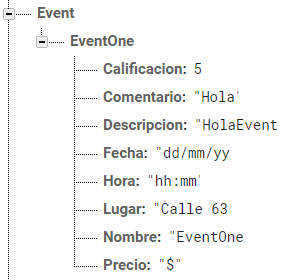 Event
EventOne
Calificacion: 5
Comentario: "Hola'
Descripcion: "HolaEvent
Fecha: "dd/mm/yy
Hora: "hh:mm'
Lugar: "Calle 63
Nombre: "EventOne
Precio: "$"